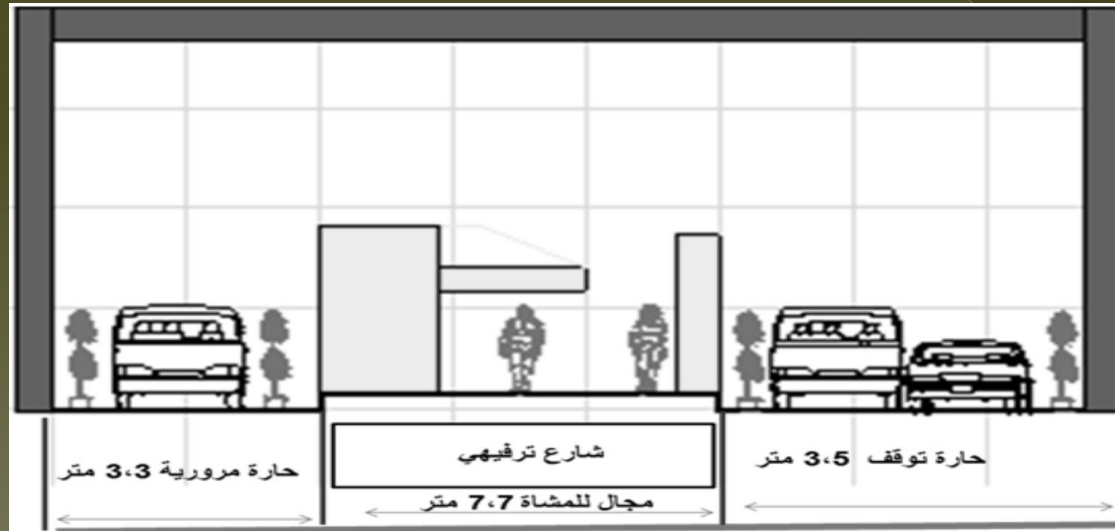 حارة توقف 3،5 متر
شارع ترفيهي
حارة مرورية 3،3 متر
مجال للمشاة 7،7 متر